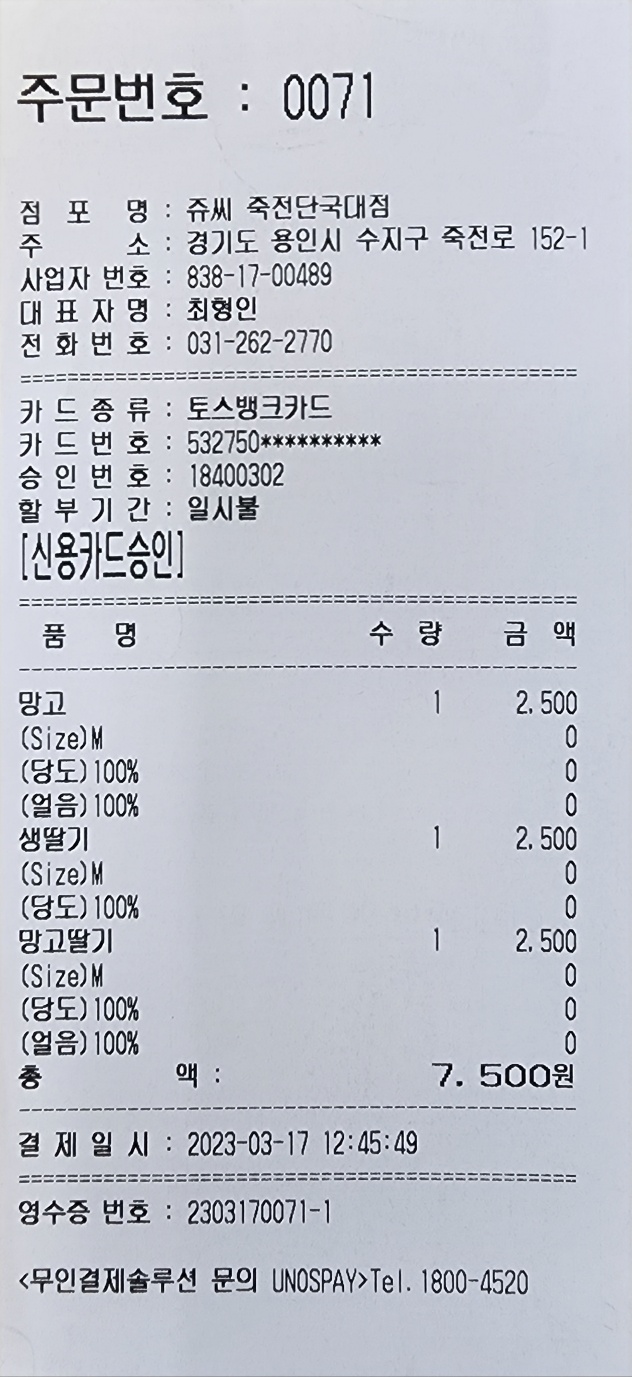 주문번호 : 0071
점 포 명 : 쥬씨 죽전단국대점
주 소 : 경기도 용인시 수지구 죽전로 152-1
사업자 번호 : 838-17-00489
대 표 자 명 : 최형인
전 화 번 호 : 031-262-2770
===============================================
카 드 종 류 : 토스뱅크카드
카 드 번 호 : 532750**********
승 인 번 호 : 18400302
할 부 기 간 : 일시불
[신용카드승인]
===============================================
품 명 수 량 금 액
-----------------------------------------------
망고 1 2,500
(Size)M 0
(당도)100% 0
(얼음)100% 0
생딸기 1 2,500
(Size)M 0
(당도)100% 0
망고딸기 1 2,500
(Size)M 0
(당도)100% 0
(얼음)100% 0
총 액 : 7,500원
-----------------------------------------------
결 제 일 시 : 2023-03-17 12:45:49
===============================================
영수증 번호 : 2303170071-1
<무인결제솔루션 문의 UNOSPAY>Tel.1800-4520